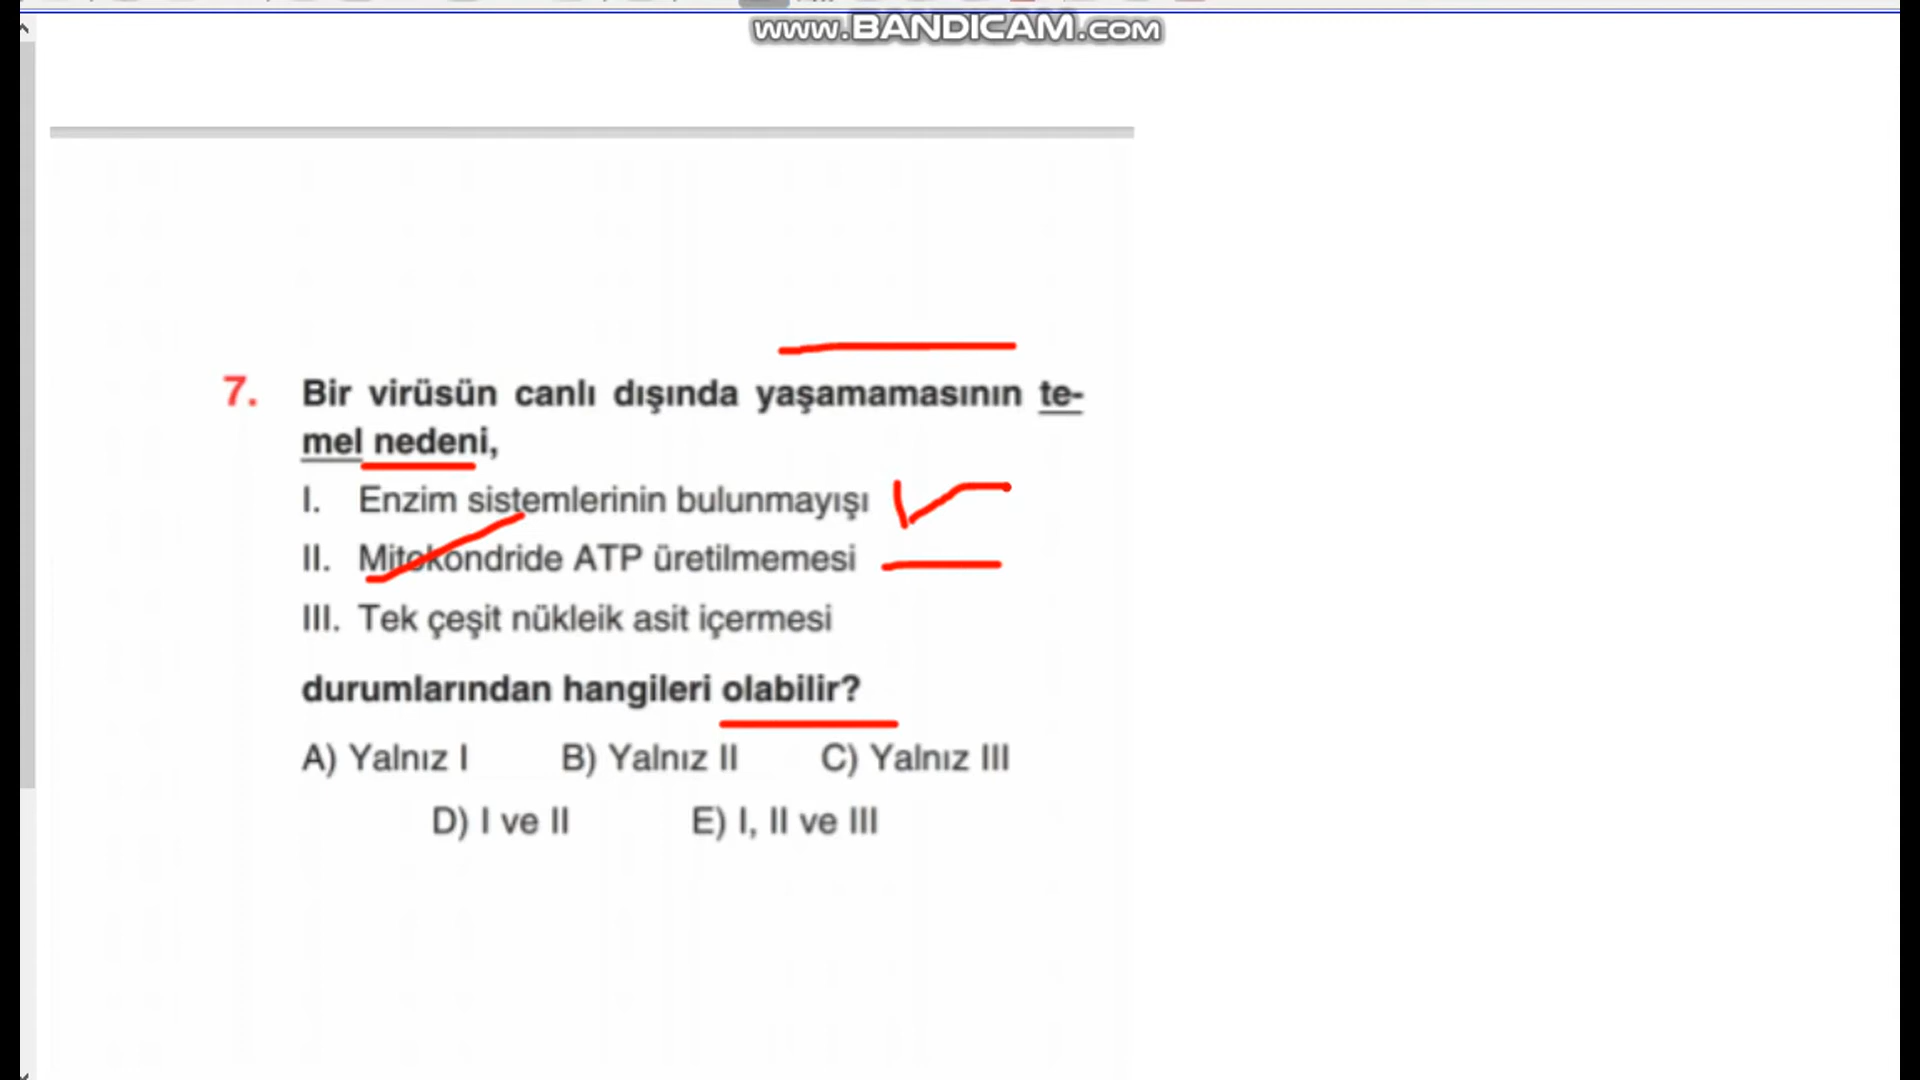 www.BANDICAM.com
7. Bir virüsün canlı dışında yaşamamasının te-
mel nedeni,
I. Enzim sistemlerinin bulunmayışı
II. Mitokondride ATP üretilmemesi
III. Tek çeşit nükleik asit içermesi
durumlarından hangileri olabilir?
A) Yalnız I B) Yalnız II C) Yalnız III
D) I ve II E) I, II ve III